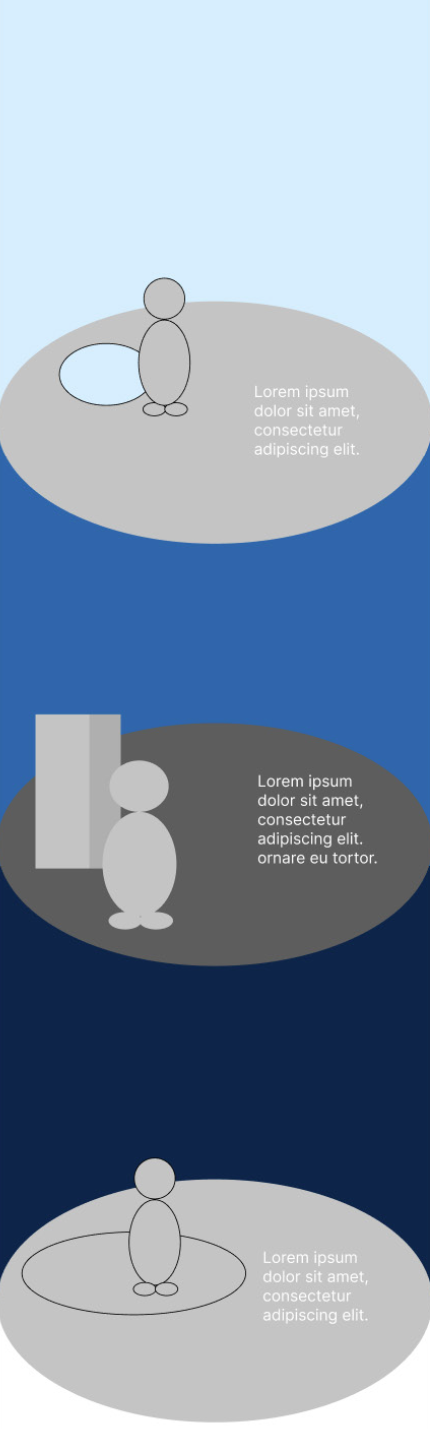 Lorem ipsum
dolor sit amet,
consectetur
adipiscing elit.
Lorem ipsum
dolor sit amet,
consectetur
adipiscing elit.
ornare eu tortor.
Lorem ipsum
dolor sit amet,
consectetur
adipiscing elit.